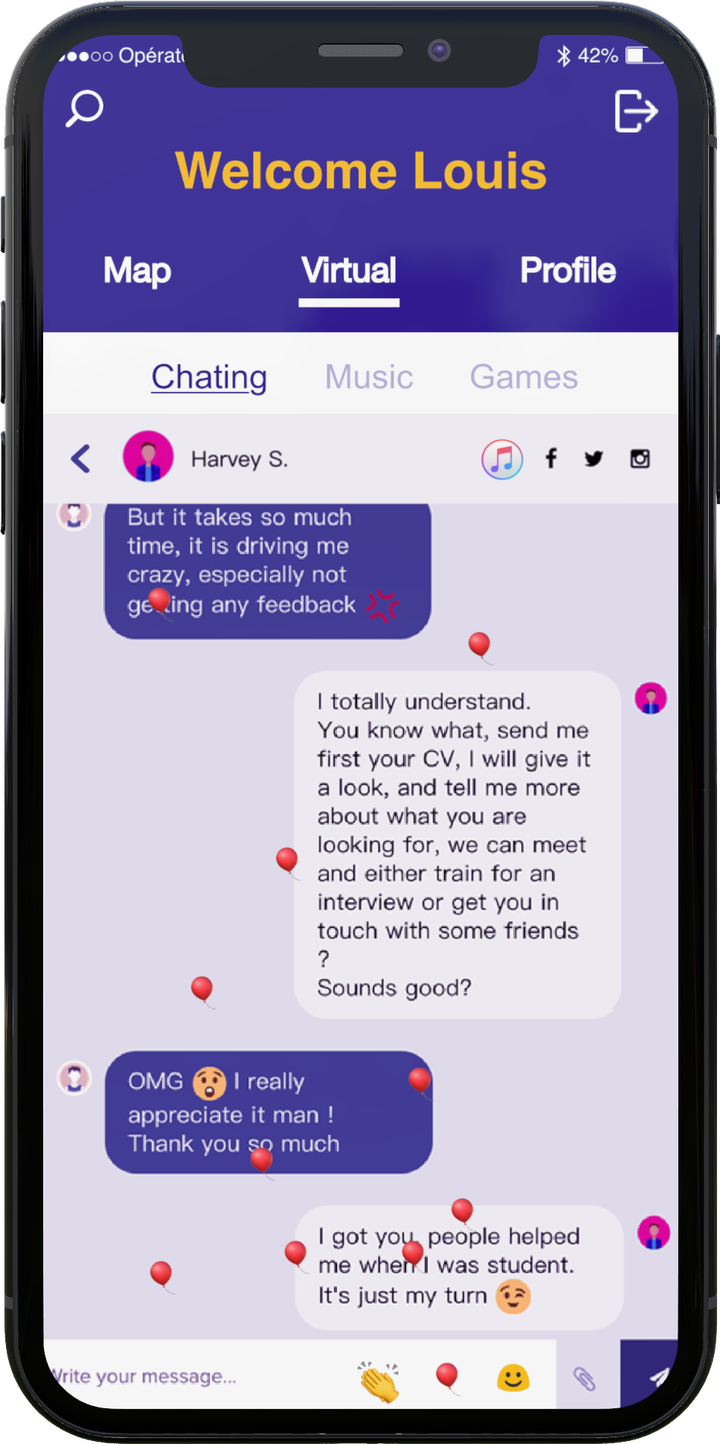 Opérat
42%
Welcome Louis
Map Virtual Profile
Chating Music Games
Harvey S.
But it takes so much
time, it is driving me
crazy, especially not
getting any feedback
I totally understand.
You know what, send me
first your CV, I will give it
a look, and tell me more
about what you are
looking for, we can meet
and either train for an
interview or get you in
touch with some friends
?
Sounds good?
OMG 😲 I really
appreciate it man !
Thank you so much
I got you, people helped
me when I was student.
It's just my turn 😉
Write your message...